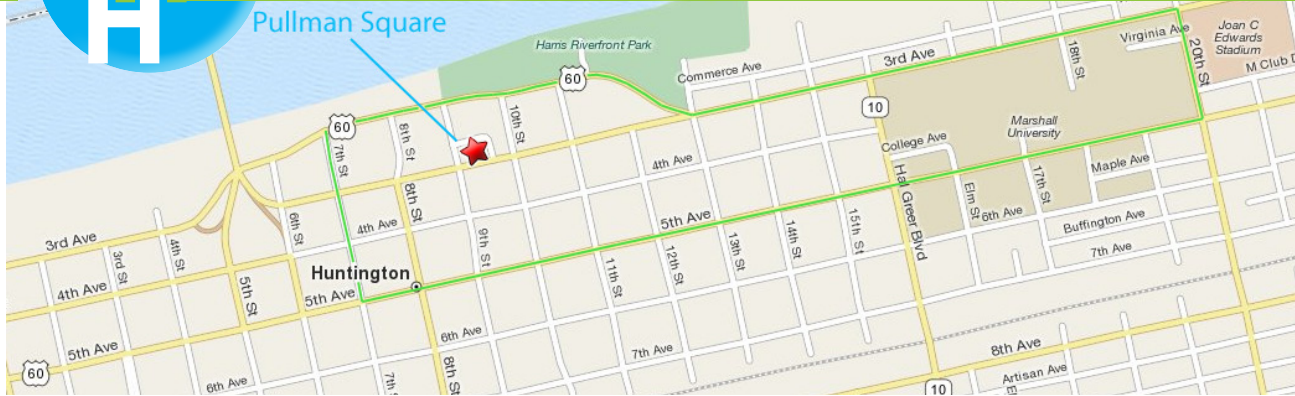 H
Pullman Square
Harris Riverfront Park
60
Commerce Ave
3rd Ave
Virginia Ave
18th St
20th St
Joan C
Edwards
Stadium
M Club D
60
7th St
8th St
10th St
10
College Ave
Marshall
University
4th Ave
Hal Greer Blvd
Elm St
17th St
Maple Ave
8th St
6th St
4th Ave
9th St
5th Ave
15th St
14th St
13th St
12th St
11th St
6th Ave
Buffington Ave
7th Ave
3rd Ave
3rd St
4th St
5th St
Huntington
4th Ave
5th Ave
6th Ave
5th Ave
7th Ave
8th Ave
60
6th Ave
7th
8th St
10
Artisan Ave